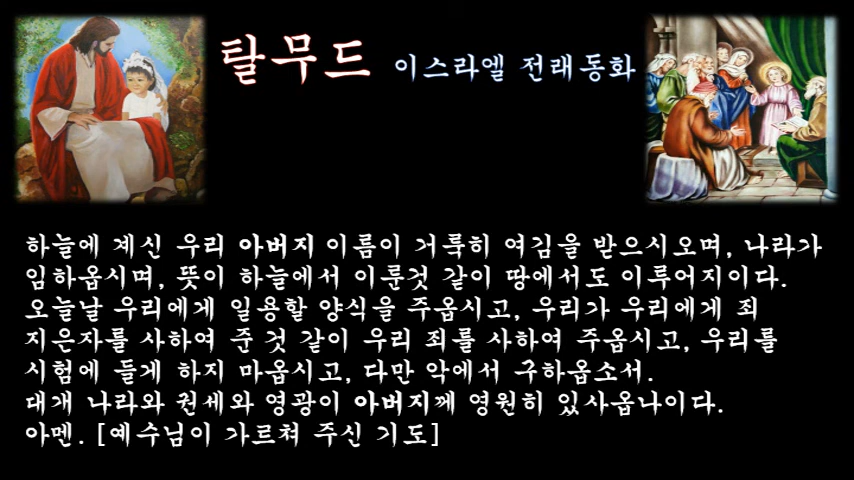 탈무드 이스라엘 전래동화
하늘에 계신 우리 아버지 이름이 거룩히 여김을 받으시오며, 나라가
임하옵시며, 뜻이 하늘에서 이룬것 같이 땅에서도 이루어지이다.
오늘날 우리에게 일용할 양식을 주옵시고, 우리가 우리에게 죄
지은자를 사하여 준 것 같이 우리 죄를 사하여 주옵시고, 우리를
시험에 들게 하지 마옵시고, 다만 악에서 구하옵소서.
대개 나라와 권세와 영광이 아버지께 영원히 있사옵나이다.
아멘. [예수님이 가르쳐 주신 기도]